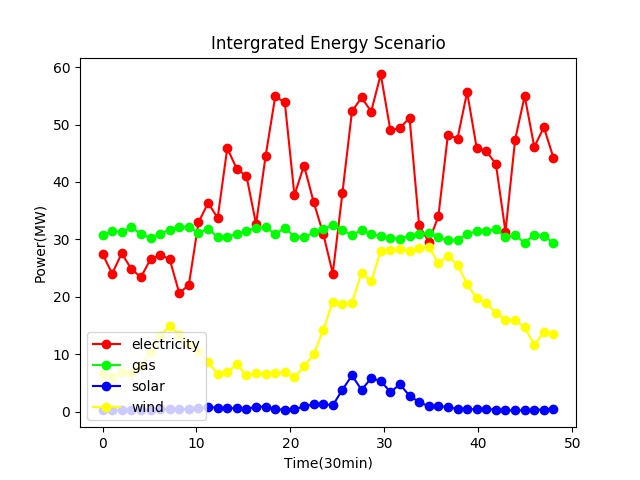 Intergrated Energy Scenario
Power(MW)
60
50
40
30
20
10
0
electricity
gas
solar
wind
0 10 20 30 40 50
Time(30min)